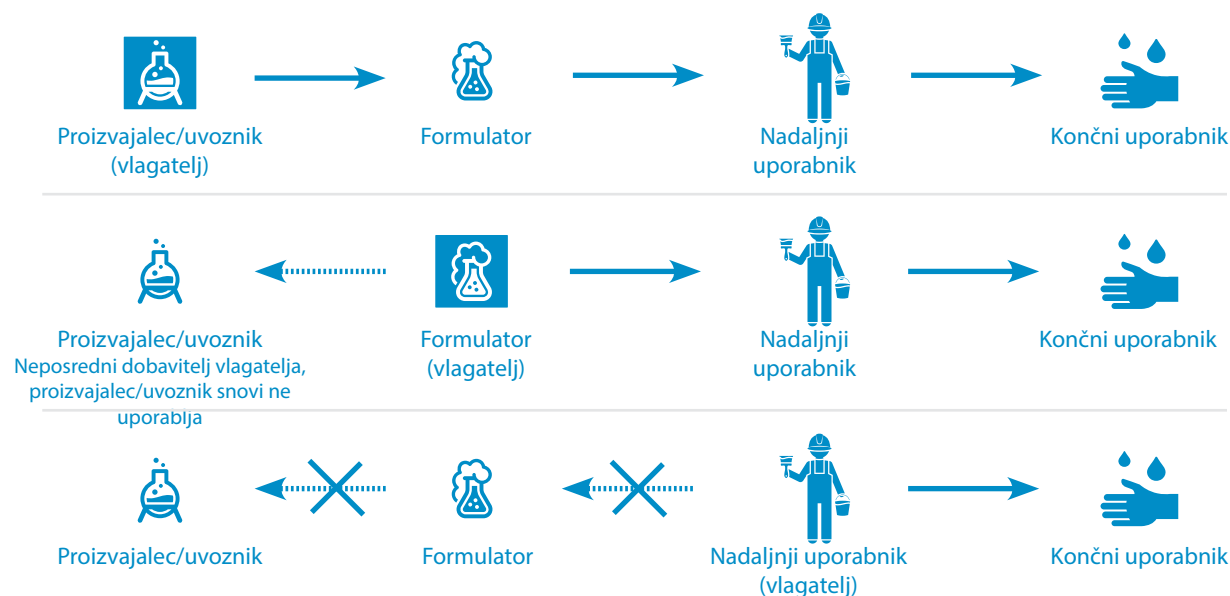 Proizvajalec/uvoznik
(vlagatelj)
Formulator
Nadaljnji
uporabnik
Končni uporabnik
Proizvajalec/uvoznik
Neposredni dobavitelj vlagatelja,
proizvajalec/uvoznik snovi ne
uporablja
Formulator
(vlagatelj)
Nadaljnji
uporabnik
Končni uporabnik
Proizvajalec/uvoznik
Formulator
Nadaljnji uporabnik
(vlagatelj)
Končni uporabnik